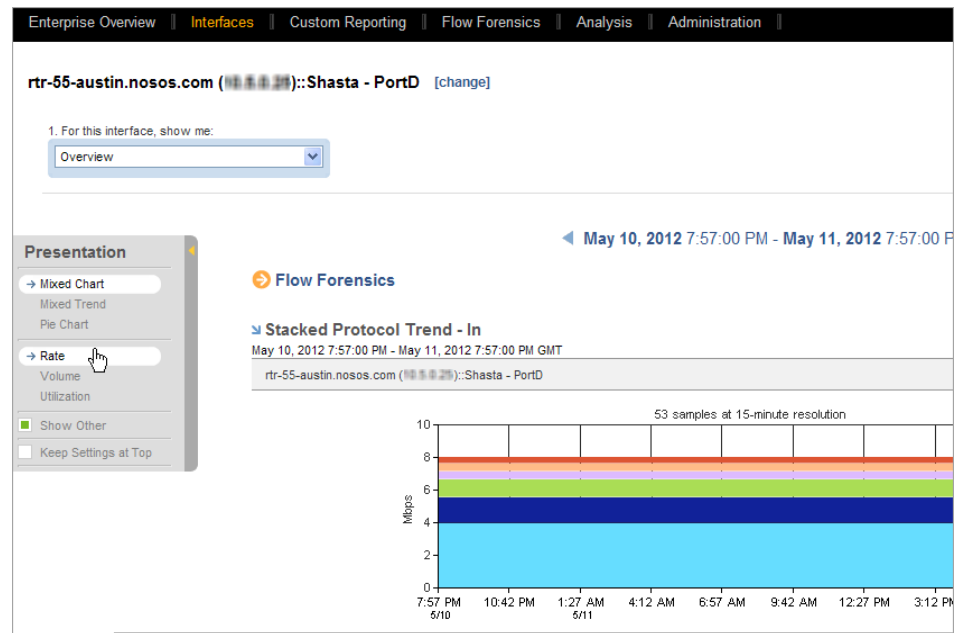 Enterprise Overview Interfaces Custom Reporting Flow Forensics Analysis Administration
rtr-55-austin.nosos.com ( )::Shasta - PortD [change]
1. For this interface, show me:
Overview
May 10, 2012 7:57:00 PM - May 11, 2012 7:57:00 P
Presentation
Mixed Chart
Mixed Trend
Pie Chart
Rate
Volume
Utilization
Show Other
Keep Settings at Top
Flow Forensics
Stacked Protocol Trend - In
May 10, 2012 7:57:00 PM - May 11, 2012 7:57:00 PM GMT
rtr-55-austin.nosos.com ( )::Shasta - PortD
53 samples at 15-minute resolution
Mbps
10
8
6
4
2
0
7:57 PM 10:42 PM 1:27 AM 4:12 AM 6:57 AM 9:42 AM 12:27 PM 3:12 PM
5/10 5/11